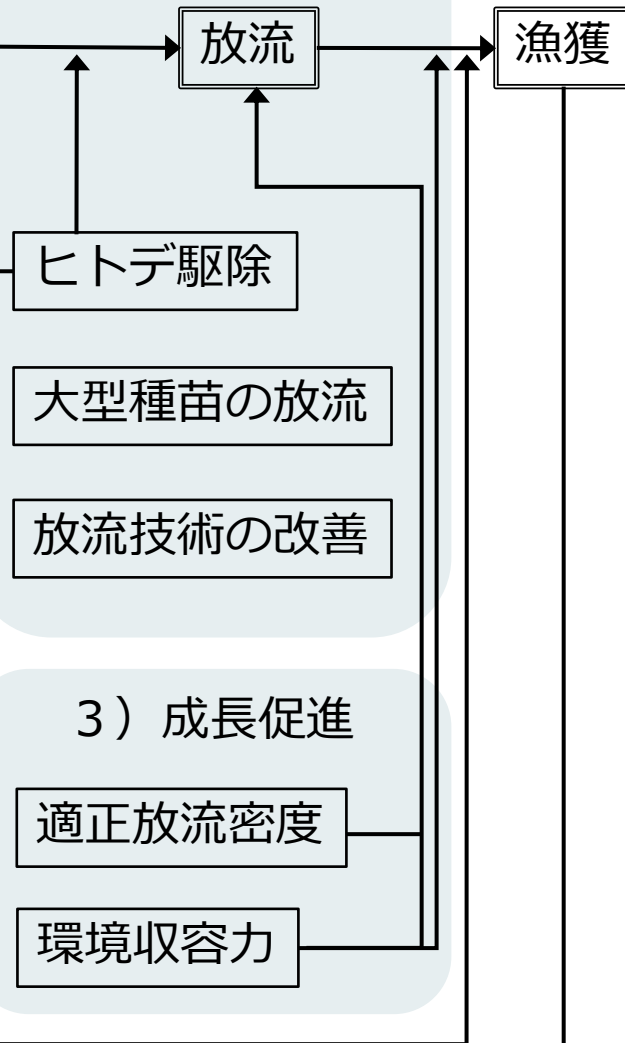 放流
漁獲
ヒトデ駆除
大型種苗の放流
放流技術の改善
3）成長促進
適正放流密度
環境収容力